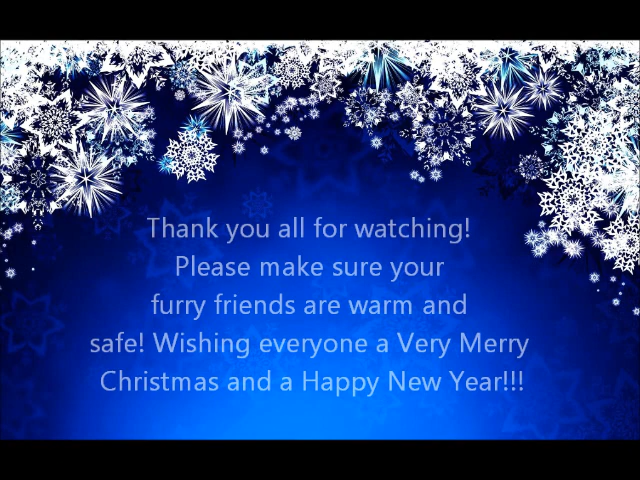 Thank you all for watching!
Please make sure your
furry friends are warm and
safe! Wishing everyone a Very Merry
Christmas and a Happy New Year!!!